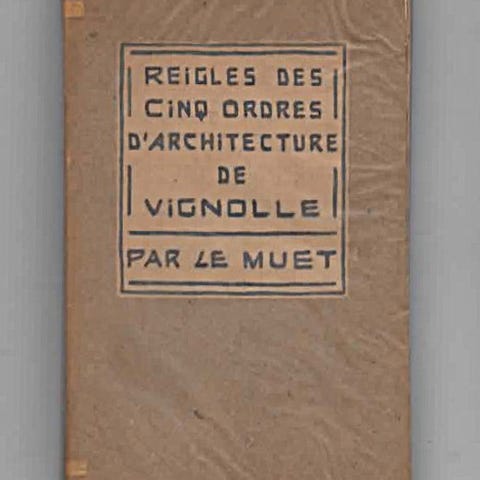 REIGLES DES
CINQ ORDRES
D'ARCHITECTURE
DE
VIGNOLLE
PAR LE MUET